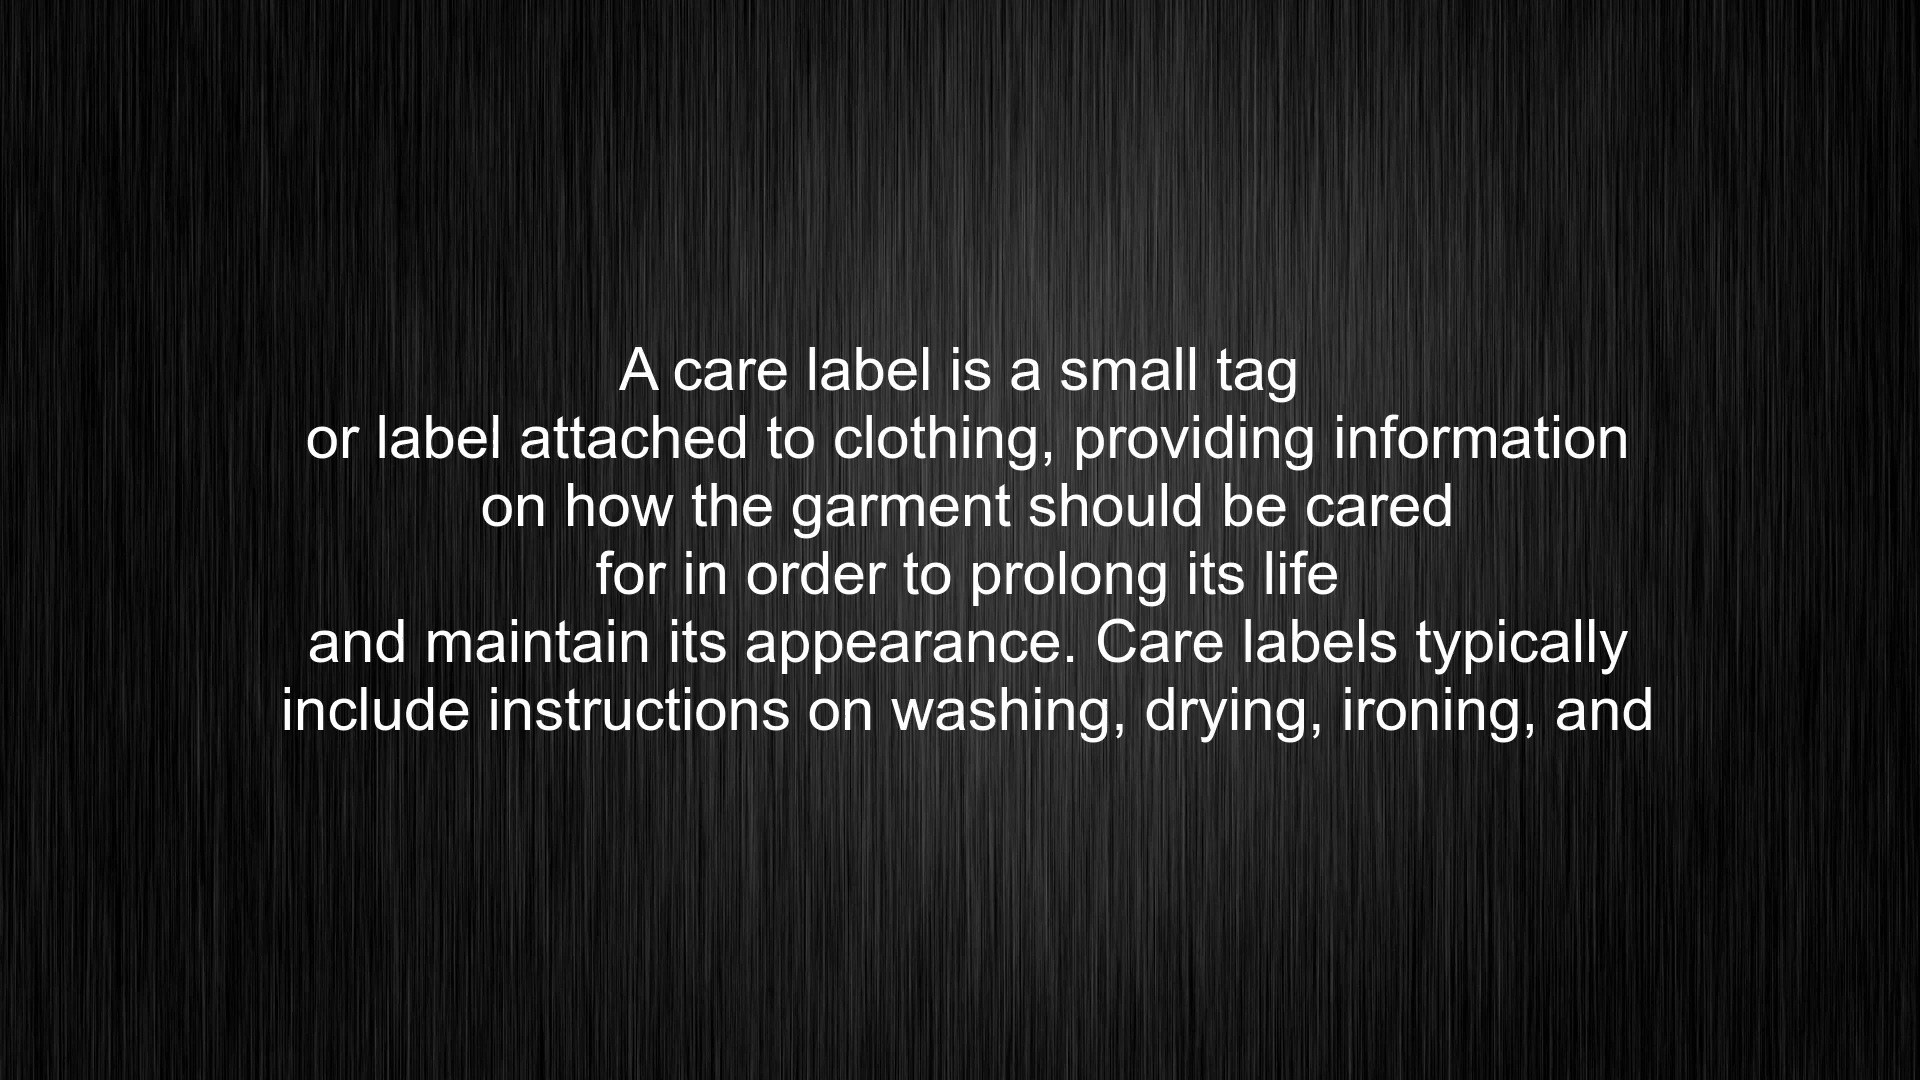 A care label is a small tag
or label attached to clothing, providing information
on how the garment should be cared
for in order to prolong its life
and maintain its appearance. Care labels typically
include instructions on washing, drying, ironing, and